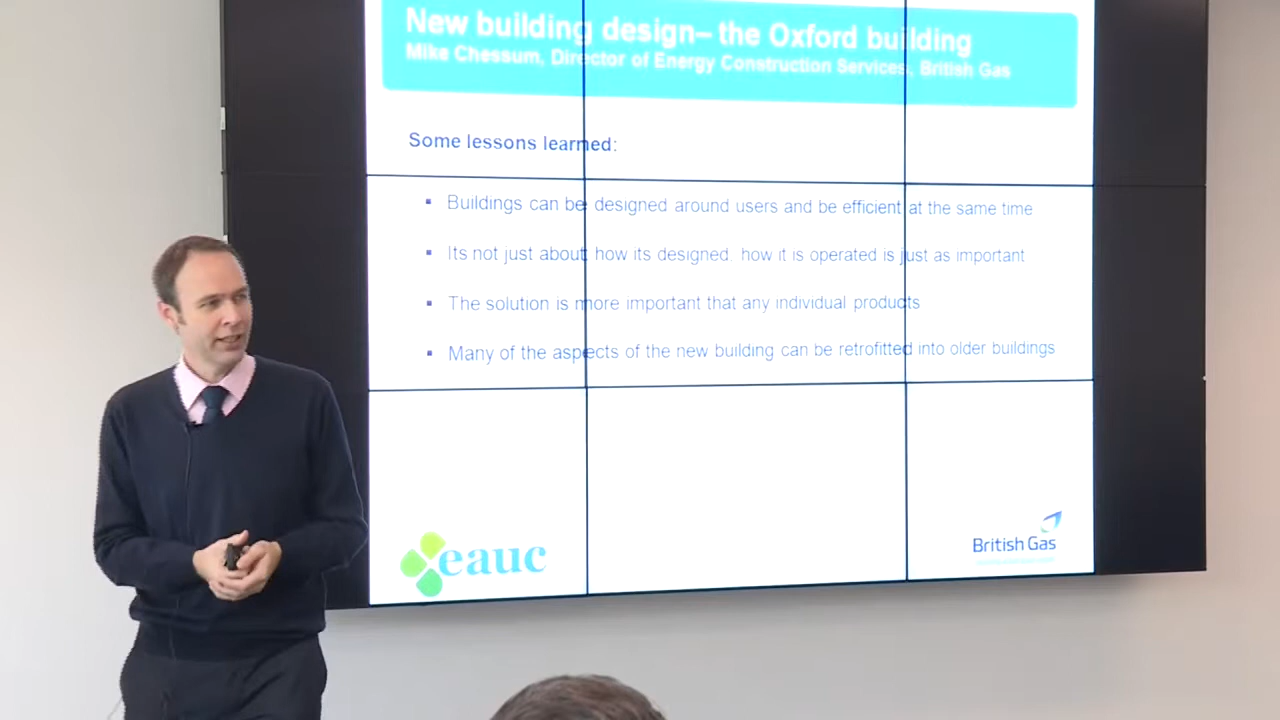 New building design– the Oxford building
Mike Chessum, Director of Energy Construction Services, British Gas
Some lessons learned:
▪ Buildings can be designed around users and be efficient at the same time
▪ Its not just about how its designed. how it is operated is just as important
▪ The solution is more important that any individual products
▪ Many of the aspects of the new building can be retrofitted into older buildings
eauc
British Gas